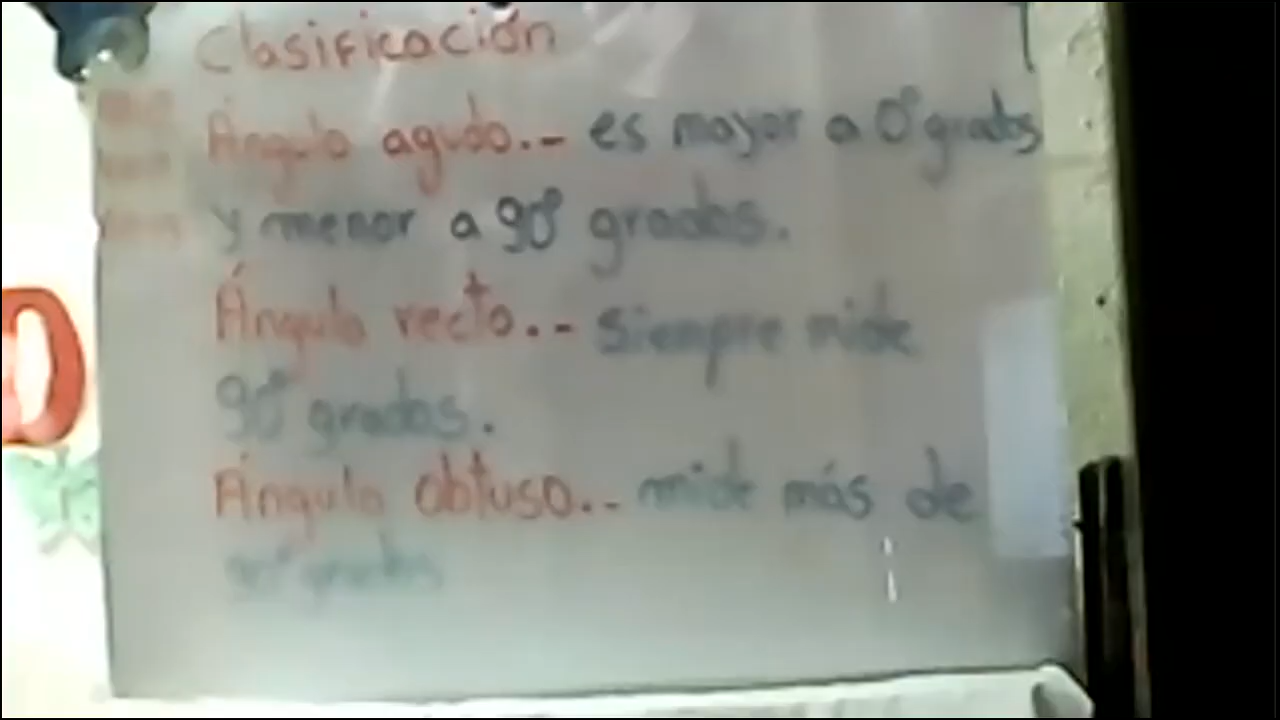 Clasificación
Ángulo agudo.- es mayor a 0° grados
y menor a 90° grados.
Ángulo recto.- siempre mide
90° grados.
Ángulo obtuso.- mide más de
90° grados